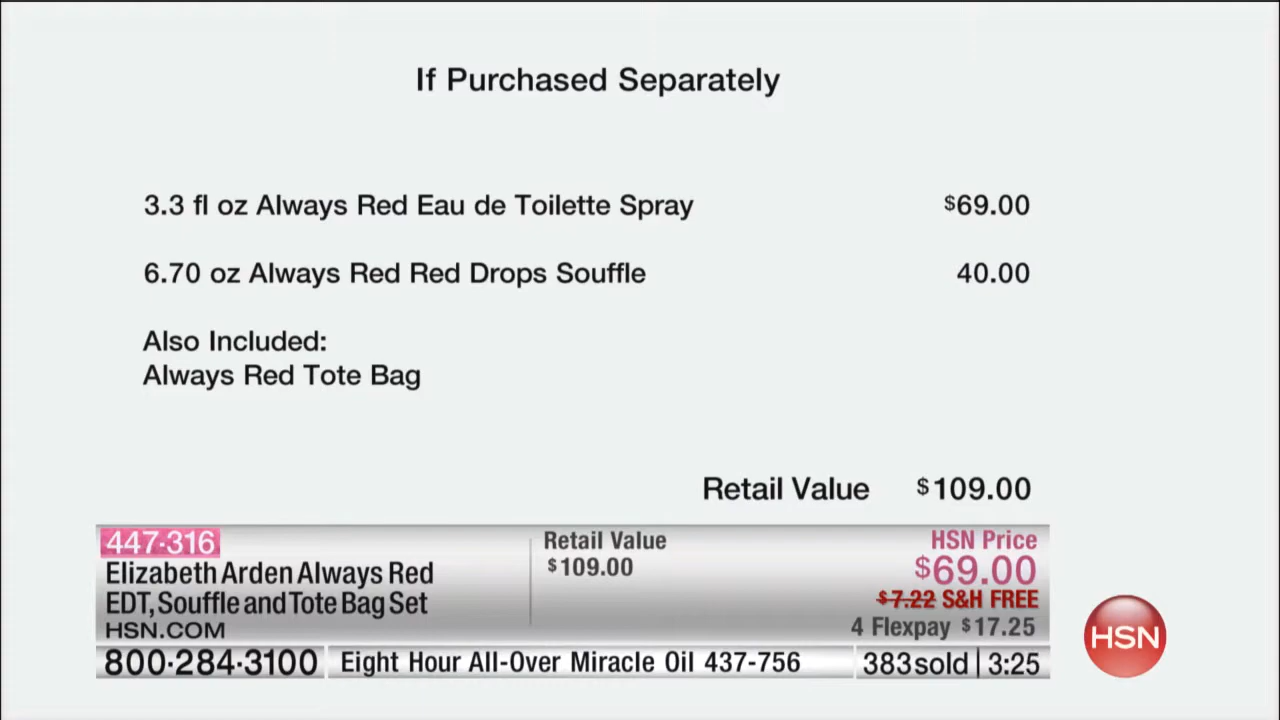 If Purchased Separately
3.3 fl oz Always Red Eau de Toilette Spray $69.00
6.70 oz Always Red Red Drops Souffle 40.00
Also Included:
Always Red Tote Bag
Retail Value $109.00
447-316
Elizabeth Arden Always Red
EDT, Souffle and Tote Bag Set
HSN.COM
Retail Value
$109.00
HSN Price
$69.00
$7.22 S&H FREE
4 Flexpay $17.25
HSN
800·284·3100 Eight Hour All-Over Miracle Oil 437-756 383 sold | 3:25